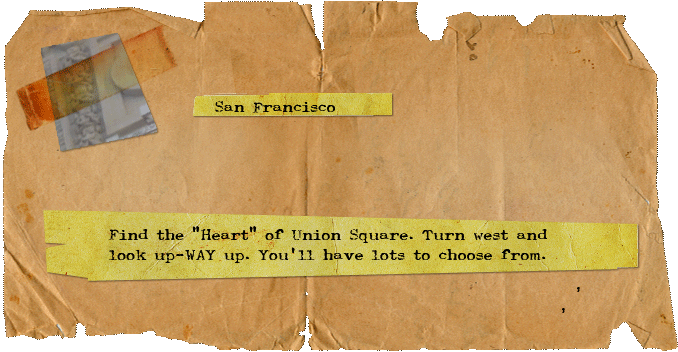 San Francisco
Find the "Heart" of Union Square. Turn west and
look up-WAY up. You'll have lots to choose from.
,
,